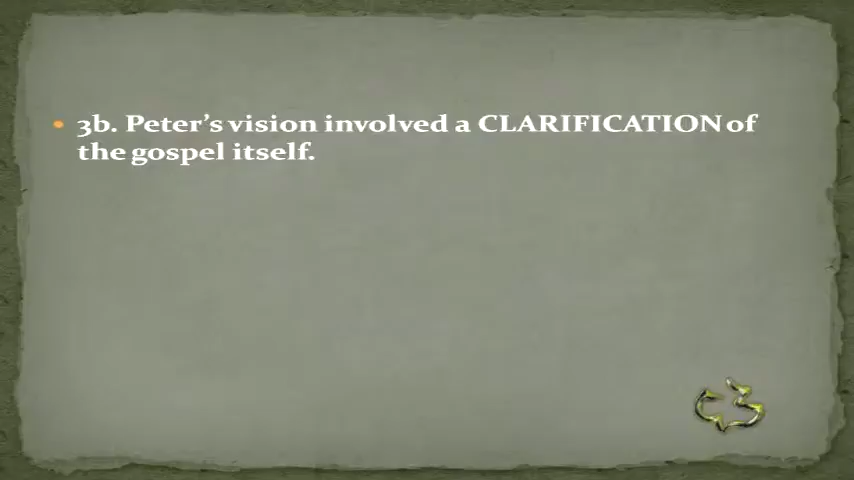 • 3b. Peter's vision involved a CLARIFICATION of
the gospel itself.